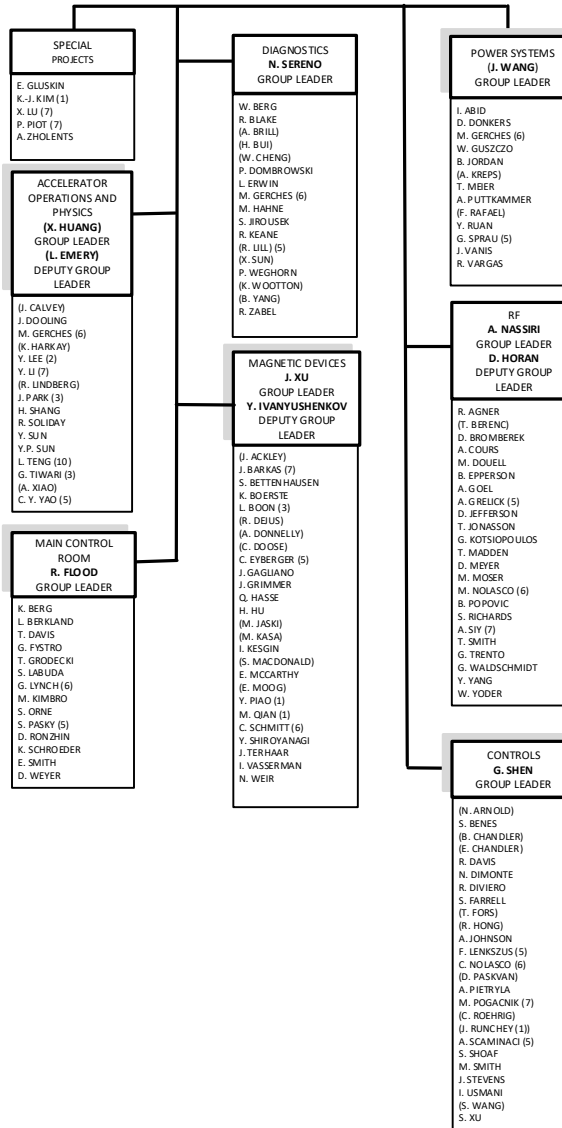 SPECIAL
PROJECTS
E. GLUSKIN
K.-J. KIM (1)
X. LU (7)
P. PIOT (7)
A. ZHOLENTS
ACCELERATOR
OPERATIONS AND
PHYSICS
(X. HUANG)
GROUP LEADER
(L. EMERY)
DEPUTY GROUP
LEADER
(J. CALVEY)
J. DOOLING
M. GERCHES (6)
(K. HARKAY)
Y. LEE (2)
Y. LI (7)
(R. LINDBERG)
J. PARK (3)
H. SHANG
R. SOLIDAY
Y. SUN
Y.P. SUN
L. TENG (10)
G. TIWARI (3)
(A. XIAO)
C. Y. YAO (5)
MAIN CONTROL
ROOM
R. FLOOD
GROUP LEADER
K. BERG
L. BERKLAND
T. DAVIS
G. FYSTRO
T. GRODECKI
S. LABUDA
G. LYNCH (6)
M. KIMBRO
S. ORNE
S. PASKY (5)
D. RONZHIN
K. SCHROEDER
E. SMITH
D. WEYER
DIAGNOSTICS
N. SERENO
GROUP LEADER
W. BERG
R. BLAKE
(A. BRILL)
(H. BUI)
(W. CHENG)
P. DOMBROWSKI
L. ERWIN
M. GERCHES (6)
M. HAHNE
S. JIROUSEK
R. KEANE
(R. LILL) (5)
(X. SUN)
P. WEGHORN
(K. WOOTTON)
(B. YANG)
R. ZABEL
MAGNETIC DEVICES
J. XU
GROUP LEADER
Y. IVANYUSHENKOV
DEPUTY GROUP
LEADER
(J. ACKLEY)
J. BARKAS (7)
S. BETTENHAUSEN
K. BOERSTE
L. BOON (3)
(R. DEJUS)
(A. DONNELLY)
(C. DOOSE)
C. EYBERGER (5)
J. GAGLIANO
J. GRIMMER
Q. HASSE
H. HU
(M. JASKI)
(M. KASA)
I. KESGIN
(S. MACDONALD)
E. MCCARTHY
(E. MOOG)
Y. PIAO (1)
M. QIAN (1)
C. SCHMITT (6)
Y. SHIROYANAGI
J. TERHAAR
I. VASSERMAN
N. WEIR
POWER SYSTEMS
(J. WANG)
GROUP LEADER
I. ABID
D. DONKERS
M. GERCHES (6)
W. GUSZCZO
B. JORDAN
(A. KREPS)
T. MEIER
A. PUTTKAMMER
(F. RAFAEL)
Y. RUAN
G. SPRAU (5)
J. VANIS
R. VARGAS
RF
A. NASSIRI
GROUP LEADER
D. HORAN
DEPUTY GROUP
LEADER
R. AGNER
(T. BERENC)
D. BROMBEREK
A. COURS
M. DOUELL
B. EPPERSON
A. GOEL
A. GRELICK (5)
D. JEFFERSON
T. JONASSON
G. KOTSIOPOULOS
T. MADDEN
D. MEYER
M. MOSER
M. NOLASCO (6)
B. POPOVIC
S. RICHARDS
A. SIY (7)
T. SMITH
G. TRENTO
G. WALDSCHMIDT
Y. YANG
W. YODER
CONTROLS
G. SHEN
GROUP LEADER
(N. ARNOLD)
S. BENES
(B. CHANDLER)
(E. CHANDLER)
R. DAVIS
N. DIMONTE
R. DIVIERO
S. FARRELL
(T. FORS)
(R. HONG)
A. JOHNSON
F. LENKSZUS (5)
C. NOLASCO (6)
(D. PASKVAN)
A. PIETRYLA
M. POGACNIK (7)
(C. ROEHRIG)
(J. RUNCHEY (1))
A. SCAMINACI (5)
S. SHOAF
M. SMITH
J. STEVENS
I. USMANI
(S. WANG)
S. XU